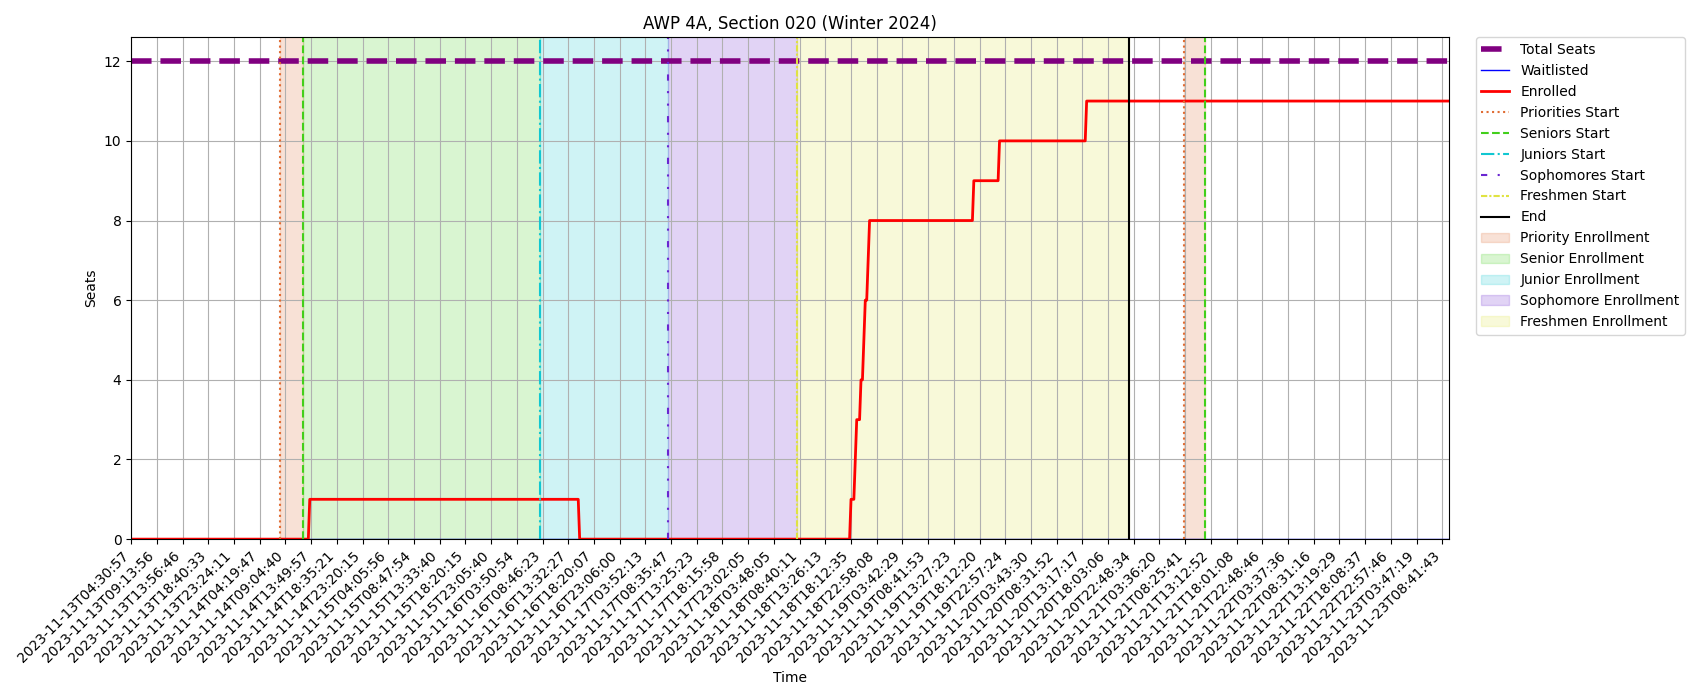 AWP 4A, Section 020 (Winter 2024)
Total Seats
Waitlisted
Enrolled
Priorities Start
Seniors Start
Juniors Start
Sophomores Start
Freshmen Start
End
Priority Enrollment
Senior Enrollment
Junior Enrollment
Sophomore Enrollment
Freshmen Enrollment
Seats
12
10
8
6
4
2
0
2023-11-13T04:30:57
2023-11-13T09:13:56
2023-11-13T13:56:46
2023-11-13T18:40:33
2023-11-13T23:24:11
2023-11-14T04:19:47
2023-11-14T09:04:40
2023-11-14T13:49:57
2023-11-14T18:35:21
2023-11-14T23:20:15
2023-11-15T04:05:56
2023-11-15T08:47:54
2023-11-15T13:33:40
2023-11-15T18:20:15
2023-11-15T23:05:40
2023-11-16T03:50:54
2023-11-16T08:46:23
2023-11-16T13:32:27
2023-11-16T18:20:07
2023-11-16T23:06:00
2023-11-17T03:52:13
2023-11-17T08:35:47
2023-11-17T13:25:23
2023-11-17T18:15:58
2023-11-17T23:02:05
2023-11-18T03:48:05
2023-11-18T08:40:11
2023-11-18T13:26:13
2023-11-18T18:12:35
2023-11-18T22:58:08
2023-11-19T03:42:29
2023-11-19T08:41:53
2023-11-19T13:27:23
2023-11-19T18:12:20
2023-11-19T22:57:24
2023-11-20T03:43:30
2023-11-20T08:31:52
2023-11-20T13:17:17
2023-11-20T18:03:06
2023-11-20T22:48:34
2023-11-21T03:36:20
2023-11-21T08:25:41
2023-11-21T13:12:52
2023-11-21T18:01:08
2023-11-21T22:48:46
2023-11-22T03:37:36
2023-11-22T08:31:16
2023-11-22T13:19:29
2023-11-22T18:08:37
2023-11-22T22:57:46
2023-11-23T03:47:19
2023-11-23T08:41:43
Time